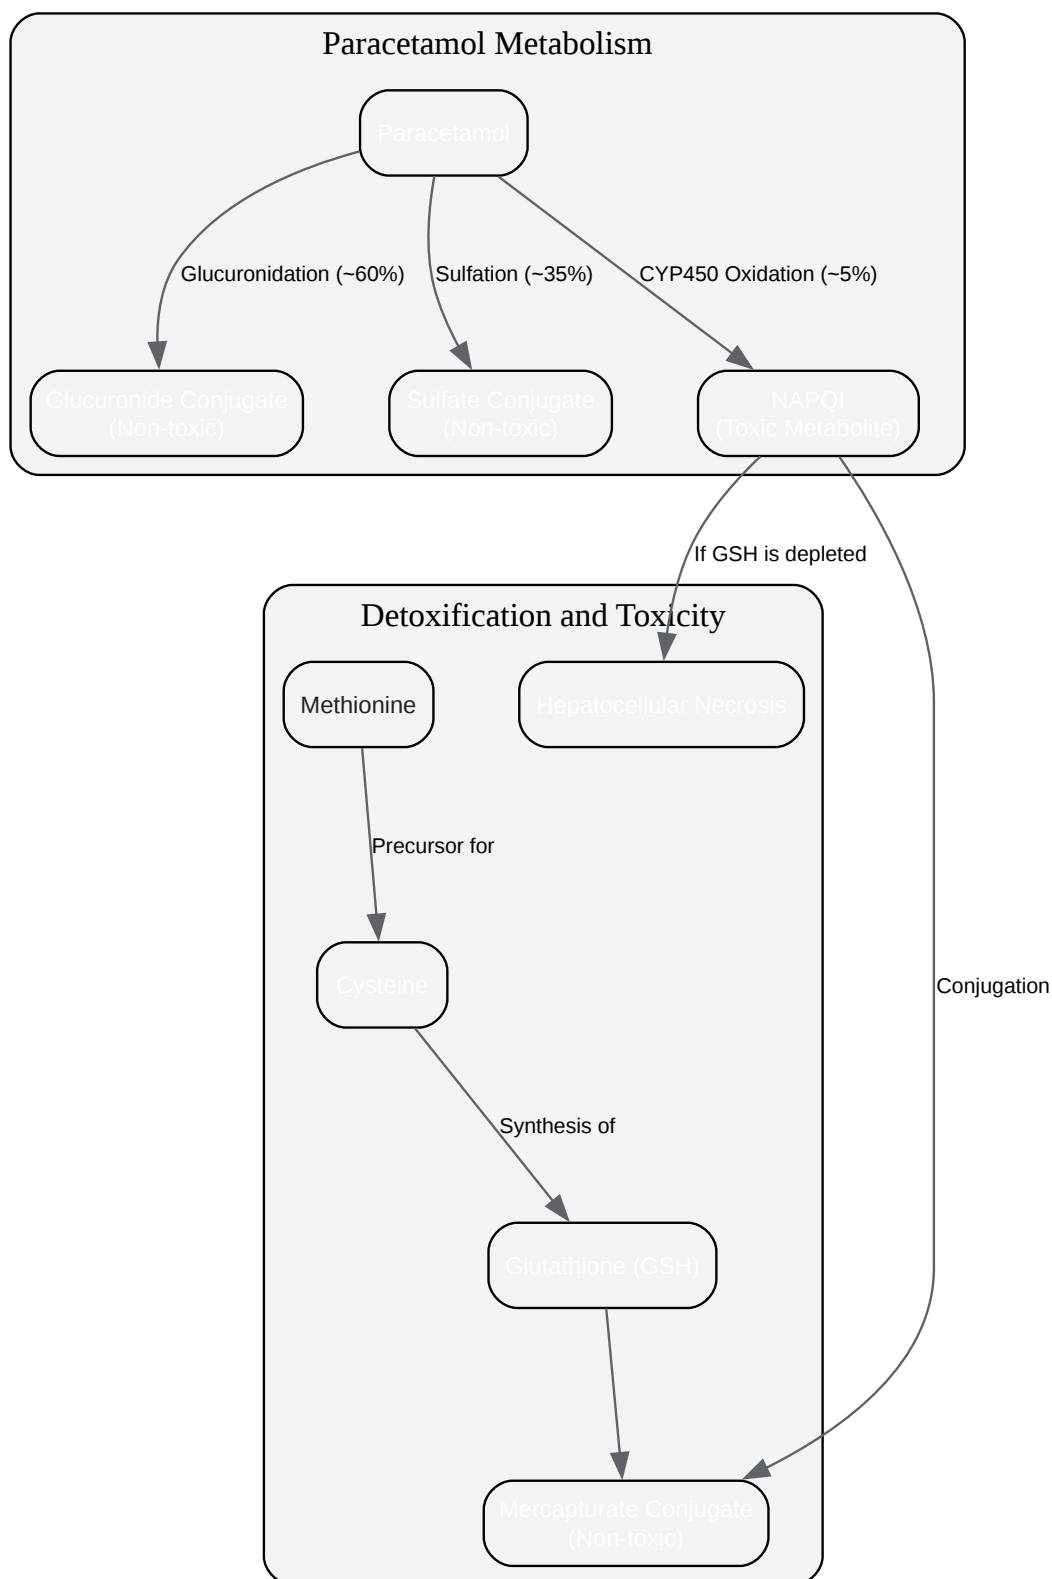 Paracetamol Metabolism
Paracetamol
Glucuronidation (~60%)
Sulfation (~35%)
CYP450 Oxidation (~5%)
Glucuronide Conjugate
(Non-toxic)
Sulfate Conjugate
(Non-toxic)
NAPQI
(Toxic Metabolite)
If GSH is depleted
Detoxification and Toxicity
Methionine
Hepatocellular Necrosis
Precursor for
Cysteine
Conjugation
Synthesis of
Glutathione (GSH)
Mercapturate Conjugate
(Non-toxic)